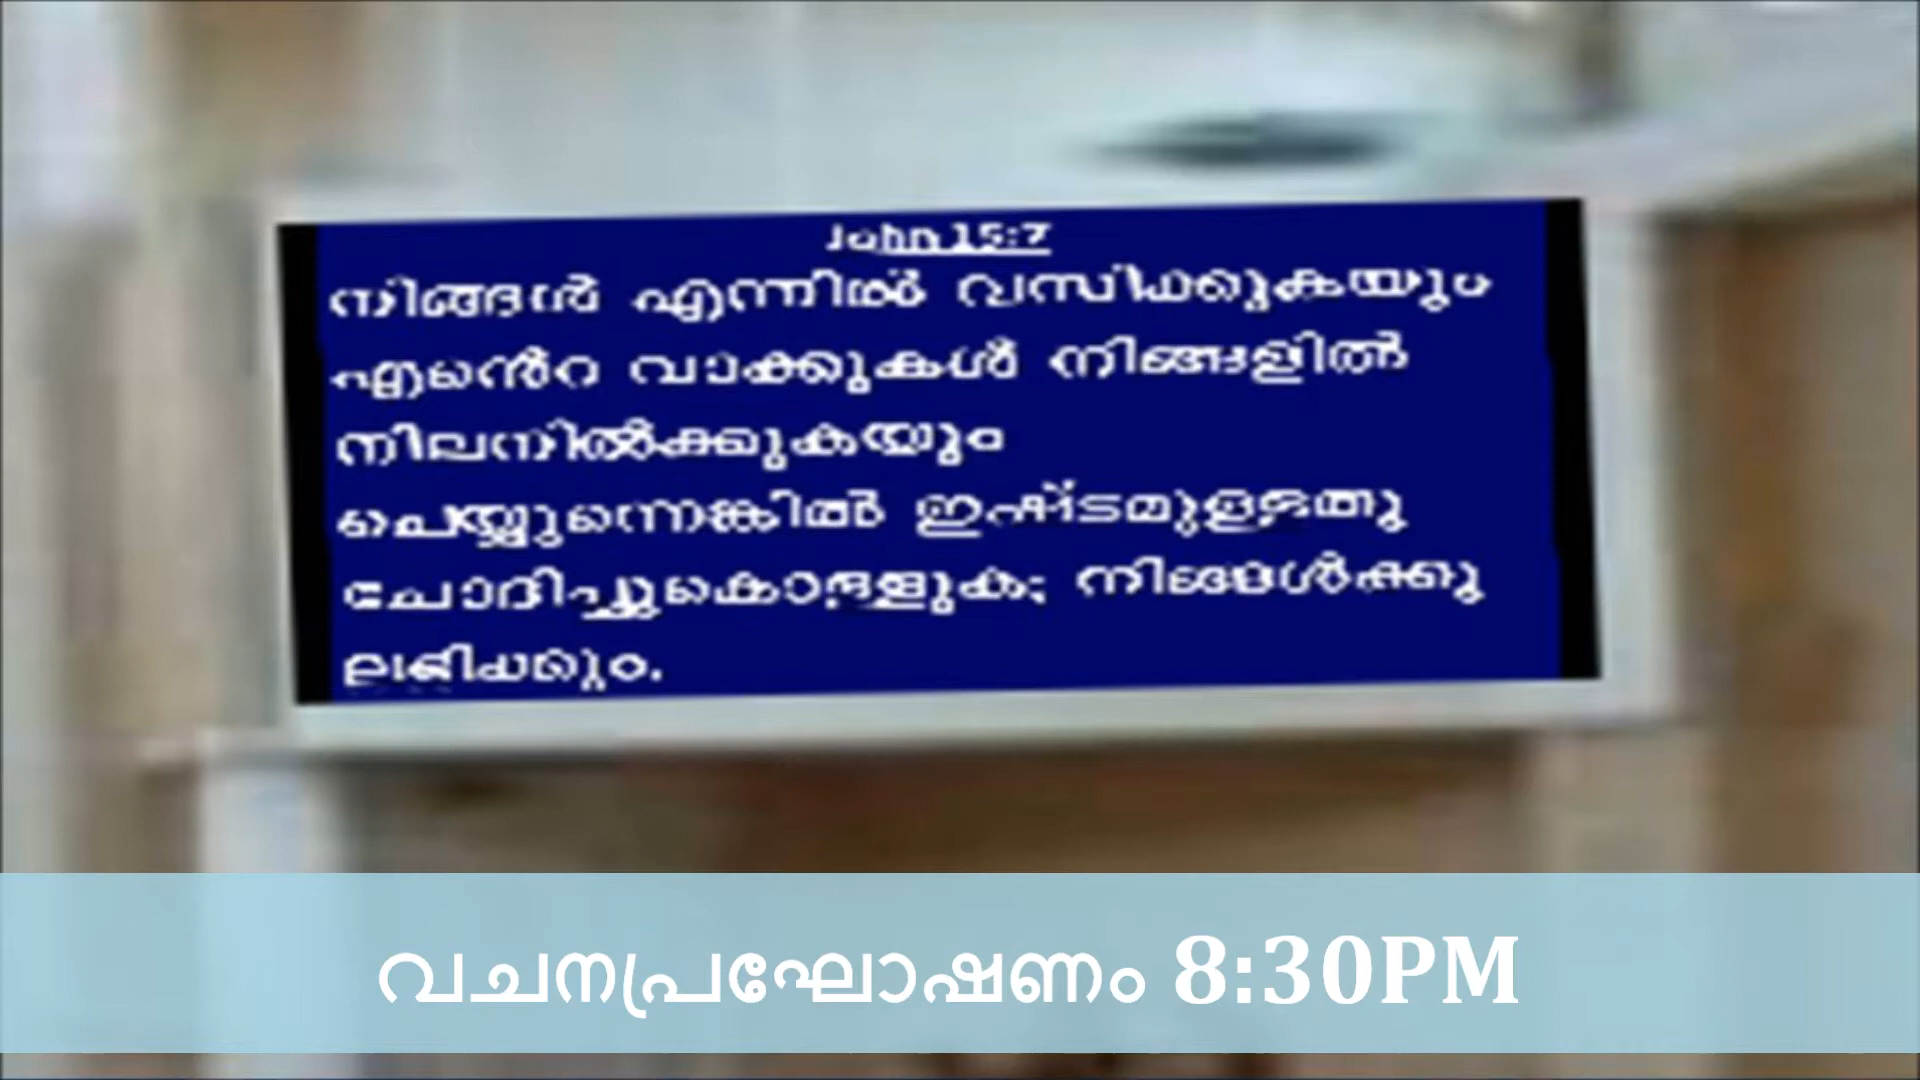 John 15:7
നിങ്ങൾ എന്നിൽ വസിക്കുകയും
എൻെറ വാക്കുകൾ നിങ്ങളിൽ
നിലനിൽക്കുകയും
ചെയ്യുന്നെങ്കിൽ ഇഷ്ടമുള്ളതു
ചോദിച്ചുകൊള്ളുക; നിങ്ങൾക്കു
ലഭിക്കും.
വചനപ്രഘോഷണം 8:30PM